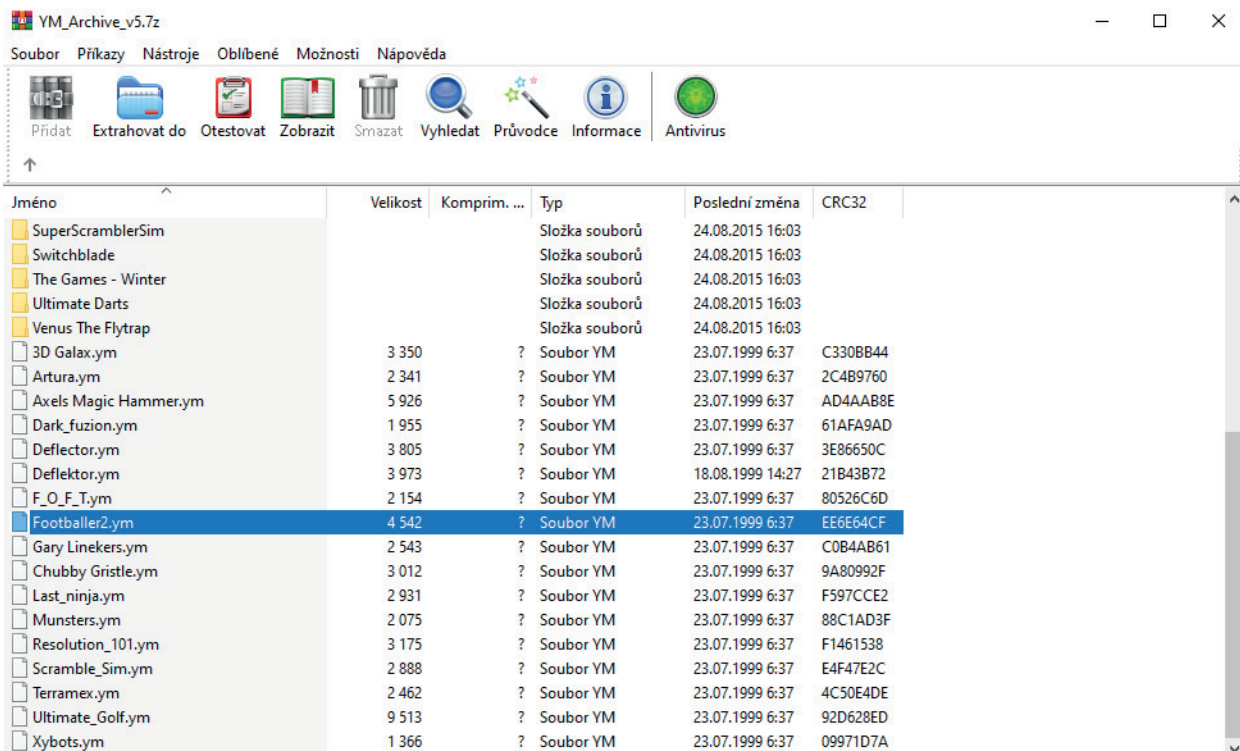 YM_Archive_v5.7z
Soubor Příkazy Nástroje Oblíbené Možnosti Nápověda
Přidat Extrahovat do Otestovat Zobrazit Smazat Vyhledat Průvodce Informace Antivirus
Jméno Velikost Komprim. ... Typ Poslední změna CRC32
SuperScramblerSim Složka souborů 24.08.2015 16:03
Switchblade Složka souborů 24.08.2015 16:03
The Games - Winter Složka souborů 24.08.2015 16:03
Ultimate Darts Složka souborů 24.08.2015 16:03
Venus The Flytrap Složka souborů 24.08.2015 16:03
3D Galax.ym 3 350 ? Soubor YM 23.07.1999 6:37 C330BB44
Artura.ym 2 341 ? Soubor YM 23.07.1999 6:37 2C4B9760
Axels Magic Hammer.ym 5 926 ? Soubor YM 23.07.1999 6:37 AD4AAB8E
Dark_fuzion.ym 1 955 ? Soubor YM 23.07.1999 6:37 61AFA9AD
Deflector.ym 3 805 ? Soubor YM 23.07.1999 6:37 3E86650C
Deflektor.ym 3 973 ? Soubor YM 18.08.1999 14:27 21B43B72
F_O_F_T.ym 2 154 ? Soubor YM 23.07.1999 6:37 80526C6D
Footballer2.ym 4 542 ? Soubor YM 23.07.1999 6:37 EE6E64CF
Gary Linekers.ym 2 543 ? Soubor YM 23.07.1999 6:37 C0B4AB61
Chubby Gristle.ym 3 012 ? Soubor YM 23.07.1999 6:37 9A80992F
Last_ninja.ym 2 931 ? Soubor YM 23.07.1999 6:37 F597CCE2
Munsters.ym 2 075 ? Soubor YM 23.07.1999 6:37 88C1AD3F
Resolution_101.ym 3 175 ? Soubor YM 23.07.1999 6:37 F1461538
Scramble_Sim.ym 2 888 ? Soubor YM 23.07.1999 6:37 E4F47E2C
Terramex.ym 2 462 ? Soubor YM 23.07.1999 6:37 4C50E4DE
Ultimate_Golf.ym 9 513 ? Soubor YM 23.07.1999 6:37 92D628ED
Xybots.ym 1 366 ? Soubor YM 23.07.1999 6:37 09971D7A